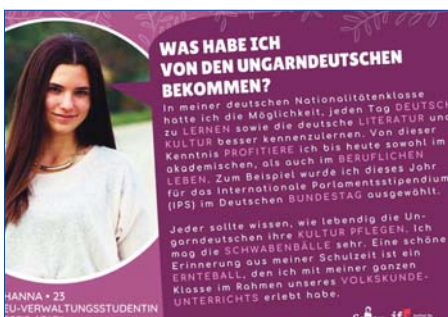 WAS HABE ICH
VON DEN UNGARNDEUTSCHEN
BEKOMMEN?
In meiner deutschen Nationalitätenklasse
hatte ich die Möglichkeit, jeden Tag DEUTSCH
zu LERNEN sowie die deutsche LITERATUR und
KULTUR besser kennenzulernen. Von dieser
Kenntnis PROFITIERE ich bis heute sowohl im
akademischen, als auch im BERUFLICHEN
LEBEN. Zum Beispiel wurde ich dieses Jahr
für das Internationale Parlamentsstipendium
(IPS) im Deutschen BUNDESTAG ausgewählt.
Jeder sollte wissen, wie lebendig die Un-
garndeutschen ihre KULTUR PFLEGEN. Ich
mag die SCHWABENBÄLLE sehr. Eine schöne
Erinnerung aus meiner Schulzeit ist ein
ERNTEBALL, den ich mit meiner ganzen
Klasse im Rahmen unseres VOLKSKUNDE-
UNTERRICHTS erlebt habe.
HANNA • 23
EU-VERWALTUNGSSTUDENTIN